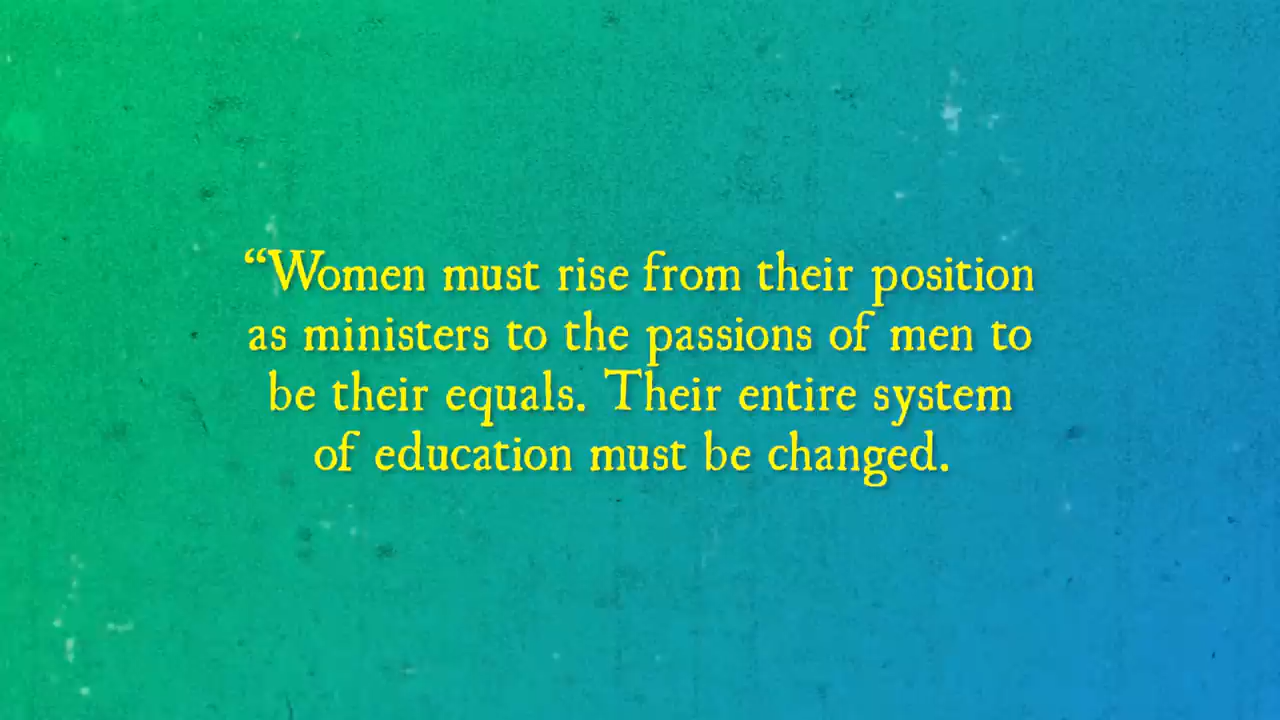 “Women must rise from their position
as ministers to the passions of men to
be their equals. Their entire system
of education must be changed.